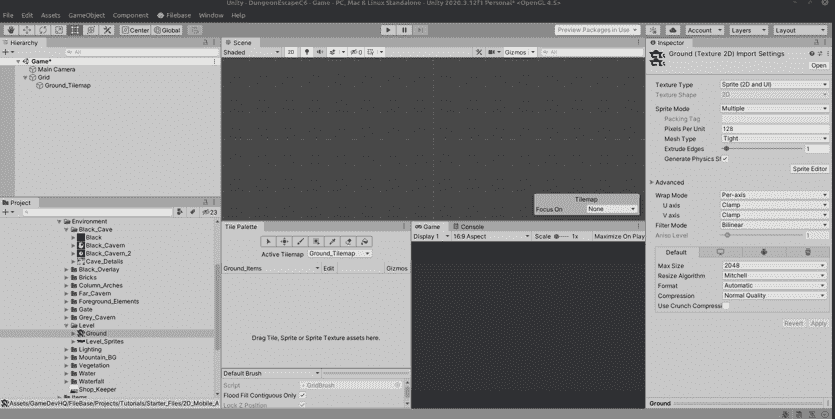 Unity - DungeonEscapeC6 - Game - PC, Mac & Linux Standalone - Unity 2020.3.12f1 Personal* <OpenGL 4.5>
File Edit Assets GameObject Component Filebase Window Help
Center Global Preview Packages in Use Account Layers Layout
Hierarchy
All
Game*
Main Camera
Grid
Ground_Tilemap
Scene
Shaded 2D 0 Gizmos All
Tilemap
Focus On None
Project
23
Environment
Black_Cave
Black
Black_Cavern
Black_Cavern_2
Cave_Details
Black_Overlay
Bricks
Column_Arches
Far_Cavern
Foreground_Elements
Gate
Grey_Cavern
Level
Ground
Level_Sprites
Lighting
Mountain_BG
Vegetation
Water
Waterfall
Shop_Keeper
Items
Assets/GameDevHQ/FileBase/Projects/Tutorials/Starter_Files/2D_Mobile_A
Tile Palette
Active Tilemap Ground_Tilemap
Ground_Items Edit Gizmos
Drag Tile, Sprite or Sprite Texture assets here.
Default Brush
Script GridBrush
Flood Fill Contiguous Only
Lock Z Position
Game Console
Display 1 16:9 Aspect Scale 1x Maximize On Play
Inspector
Ground (Texture 2D) Import Settings
Open
Texture Type Sprite (2D and UI)
Texture Shape 2D
Sprite Mode Multiple
Packing Tag
Pixels Per Unit 128
Mesh Type Tight
Extrude Edges 1
Generate Physics S
Sprite Editor
Advanced
Wrap Mode Per-axis
U axis Clamp
V axis Clamp
Filter Mode Bilinear
Aniso Level 1
Default
Max Size 2048
Resize Algorithm Mitchell
Format Automatic
Compression Normal Quality
Use Crunch Compressi
Revert Apply
Ground